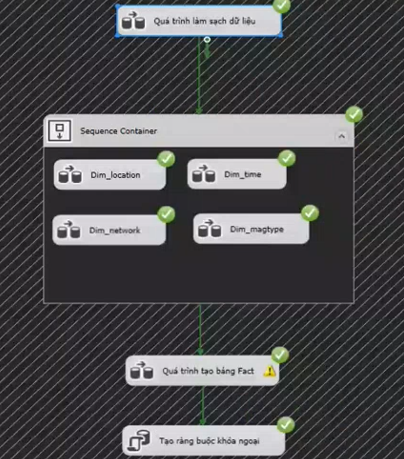 Quá trình làm sạch dữ liệu
Sequence Container
Dim_location
Dim_time
Dim_network
Dim_magtype
Quá trình tạo bảng Fact
Tạo ràng buộc khóa ngoại